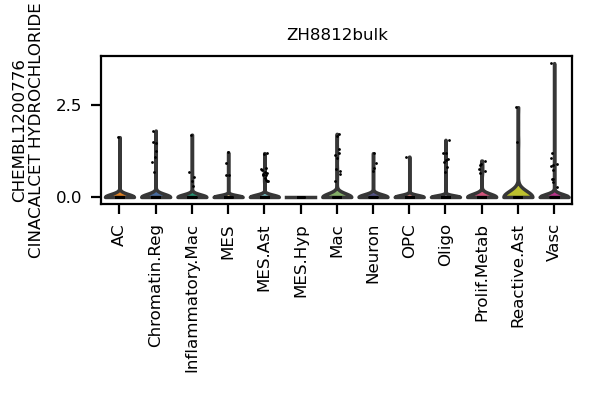 ZH8812bulk
CHEMBL1200776
CINACALCET HYDROCHLORIDE
2.5
0.0
AC
Chromatin.Reg
Inflammatory.Mac
MES
MES.Ast
MES.Hyp
Mac
Neuron
OPC
Oligo
Prolif.Metab
Reactive.Ast
Vasc